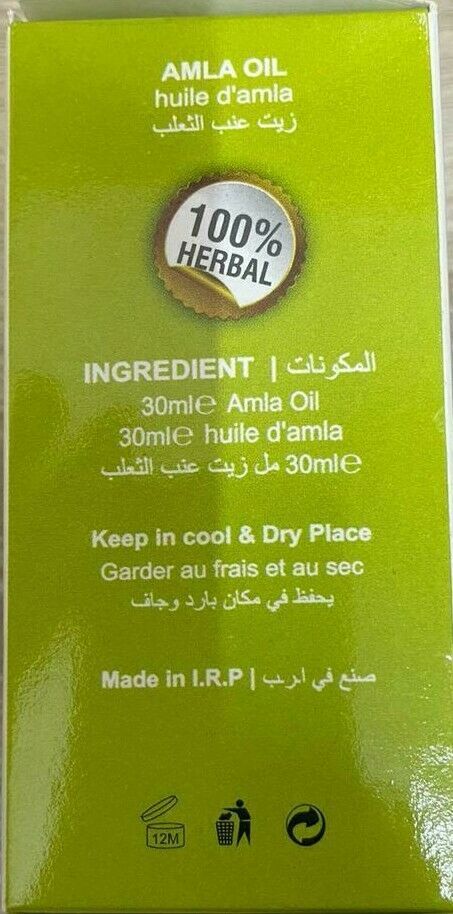 AMLA OIL
huile d'amla
زيت عنب الثعلب
100%
HERBAL
INGREDIENT | المكونات
30ml℮ Amla Oil
30ml℮ huile d'amla
30ml℮ مل زيت عنب الثعلب
Keep in cool & Dry Place
Garder au frais et au sec
يحفظ في مكان بارد وجاف
Made in I.R.P | صنع في ا.ر.ب
12M